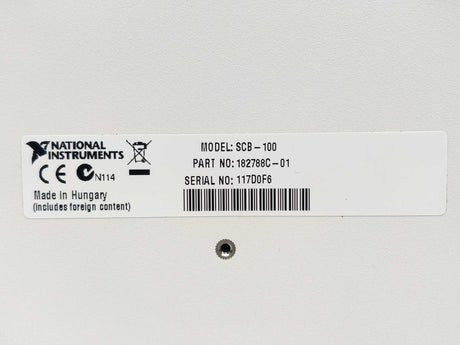 NATIONAL
INSTRUMENTS
CE N114
Made in Hungary
(includes foreign content)
MODEL: SCB-100
PART NO: 182788C-01
SERIAL NO: 117D0F6